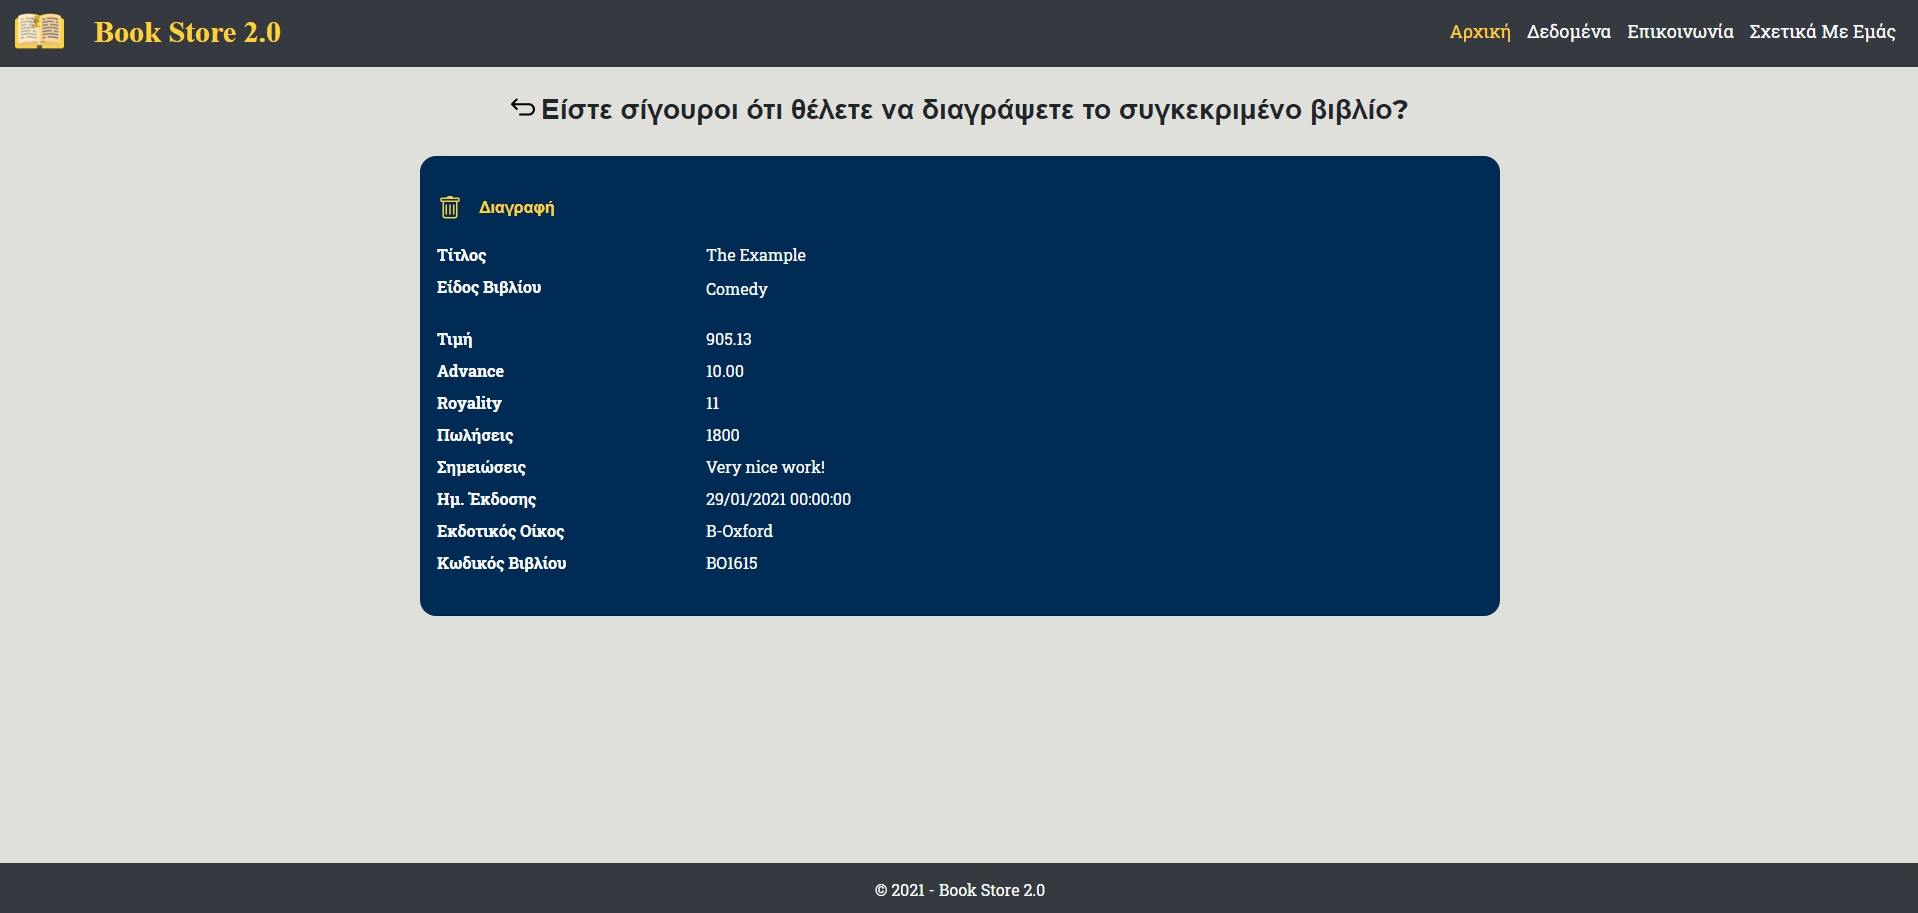 Book Store 2.0
Αρχική Δεδομένα Επικοινωνία Σχετικά Με Εμάς
Είστε σίγουροι ότι θέλετε να διαγράψετε το συγκεκριμένο βιβλίο?
Διαγραφή
Τίτλος The Example
Είδος Βιβλίου Comedy
Τιμή 905.13
Advance 10.00
Royality 11
Πωλήσεις 1800
Σημειώσεις Very nice work!
Ημ. Έκδοσης 29/01/2021 00:00:00
Εκδοτικός Οίκος B-Oxford
Κωδικός Βιβλίου BO1615
© 2021 - Book Store 2.0